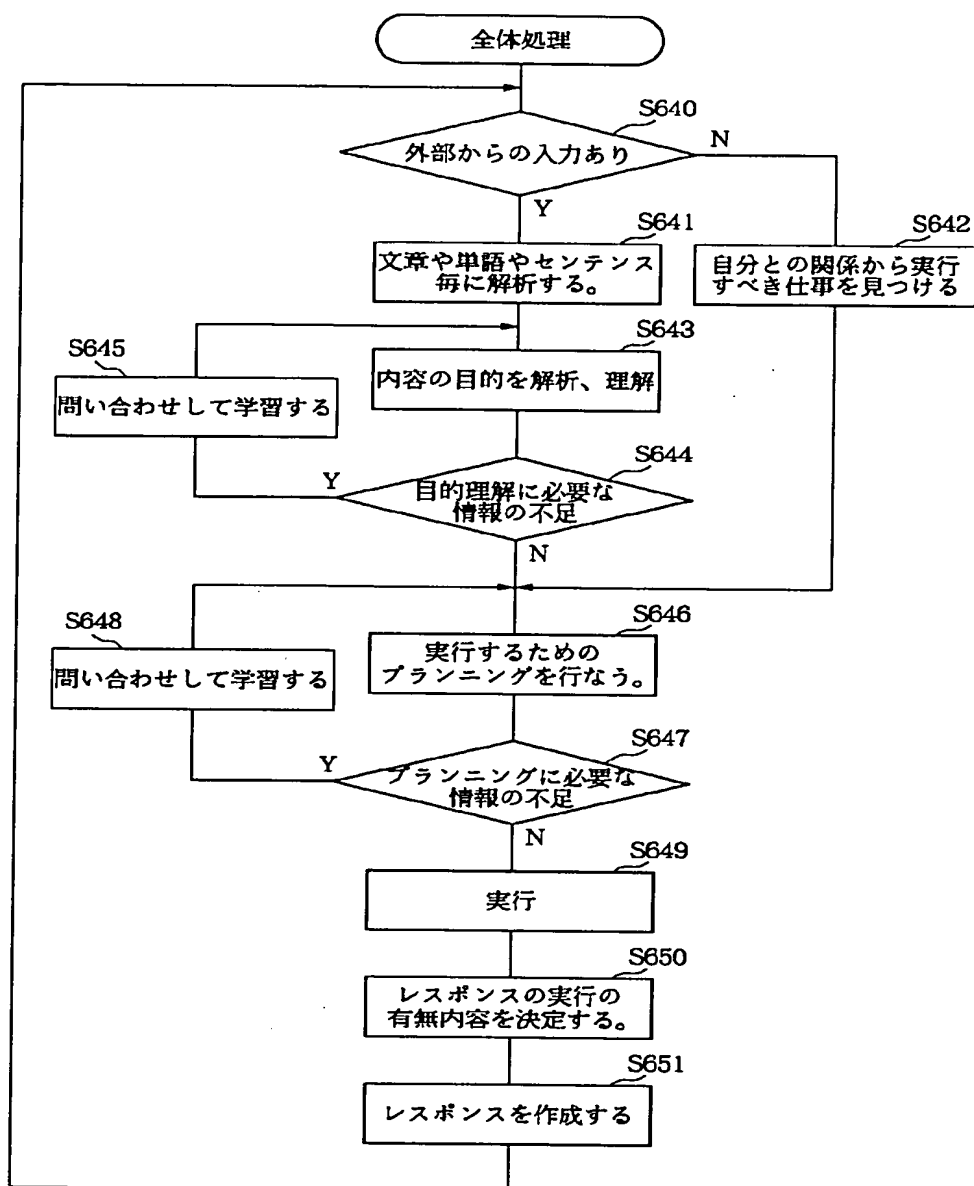 全体処理
S640
外部からの入力あり
N
Y
S641
文章や単語やセンテンス
毎に解析する。
S642
自分との関係から実行
すべき仕事を見つける
S643
内容の目的を解析、理解
S645
問い合わせして学習する
S644
目的理解に必要な
情報の不足
Y
N
S646
実行するための
プランニングを行なう。
S648
問い合わせして学習する
S647
プランニングに必要な
情報の不足
Y
N
S649
実行
S650
レスポンスの実行の
有無内容を決定する。
S651
レスポンスを作成する